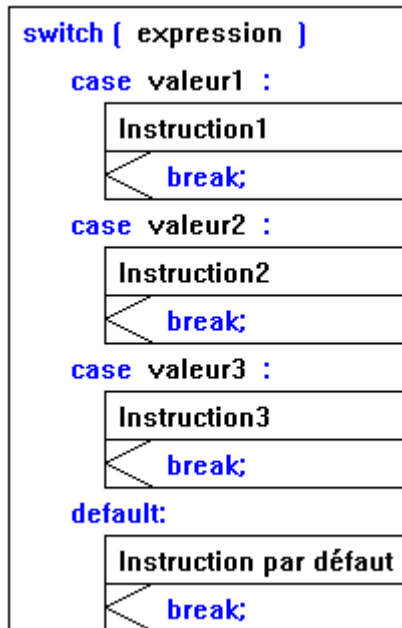 switch ( expression )
case valeur1 :
Instruction1
break;
case valeur2 :
Instruction2
break;
case valeur3 :
Instruction3
break;
default:
Instruction par défaut
break;